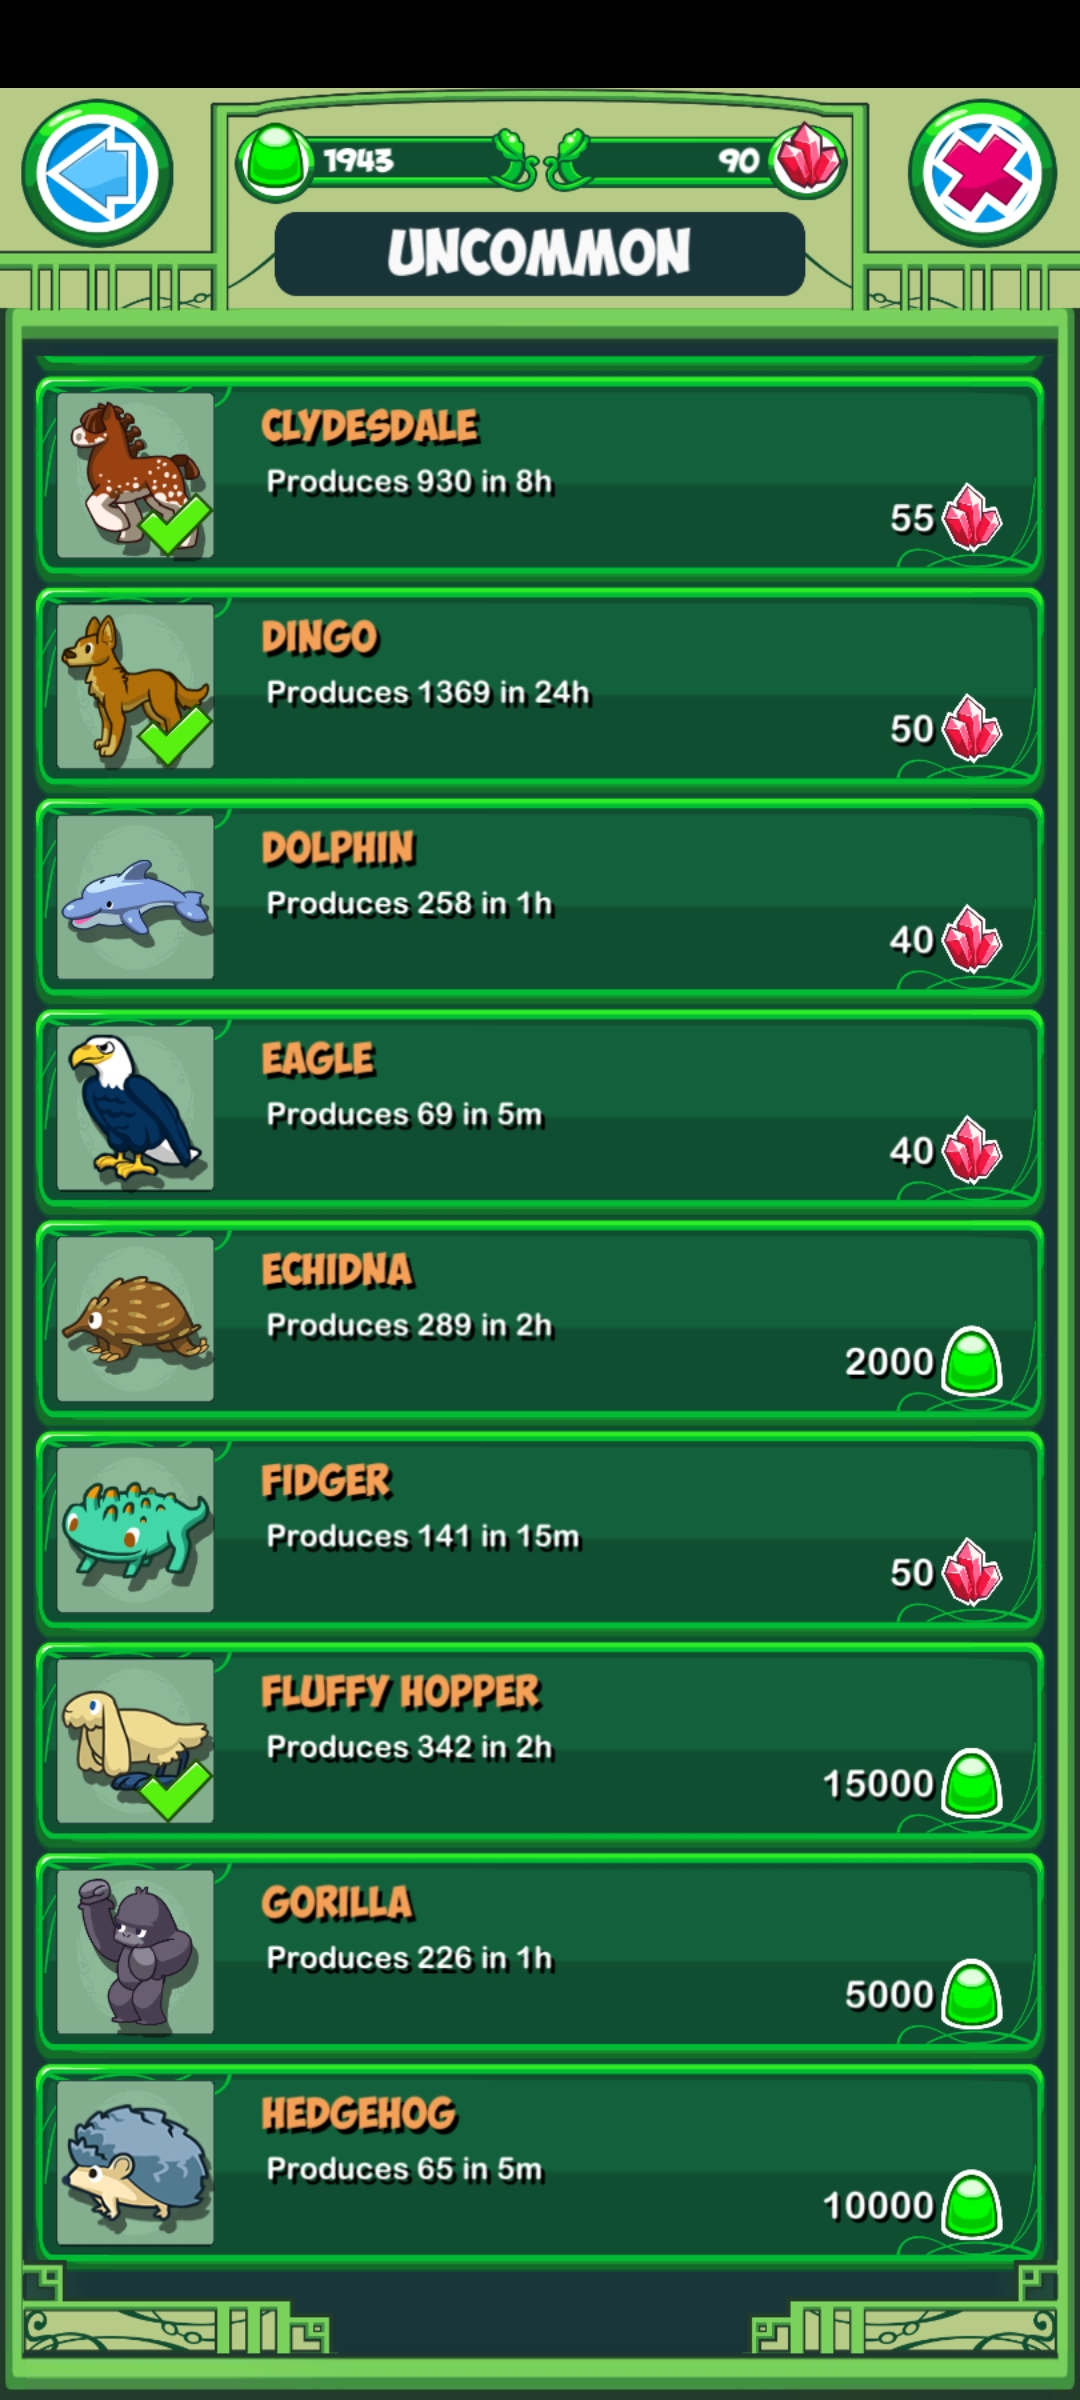 1943
90
UNCOMMON
CLYDESDALE
Produces 930 in 8h
55
DINGO
Produces 1369 in 24h
50
DOLPHIN
Produces 258 in 1h
40
EAGLE
Produces 69 in 5m
40
ECHIDNA
Produces 289 in 2h
2000
FIDGER
Produces 141 in 15m
50
FLUFFY HOPPER
Produces 342 in 2h
15000
GORILLA
Produces 226 in 1h
5000
HEDGEHOG
Produces 65 in 5m
10000